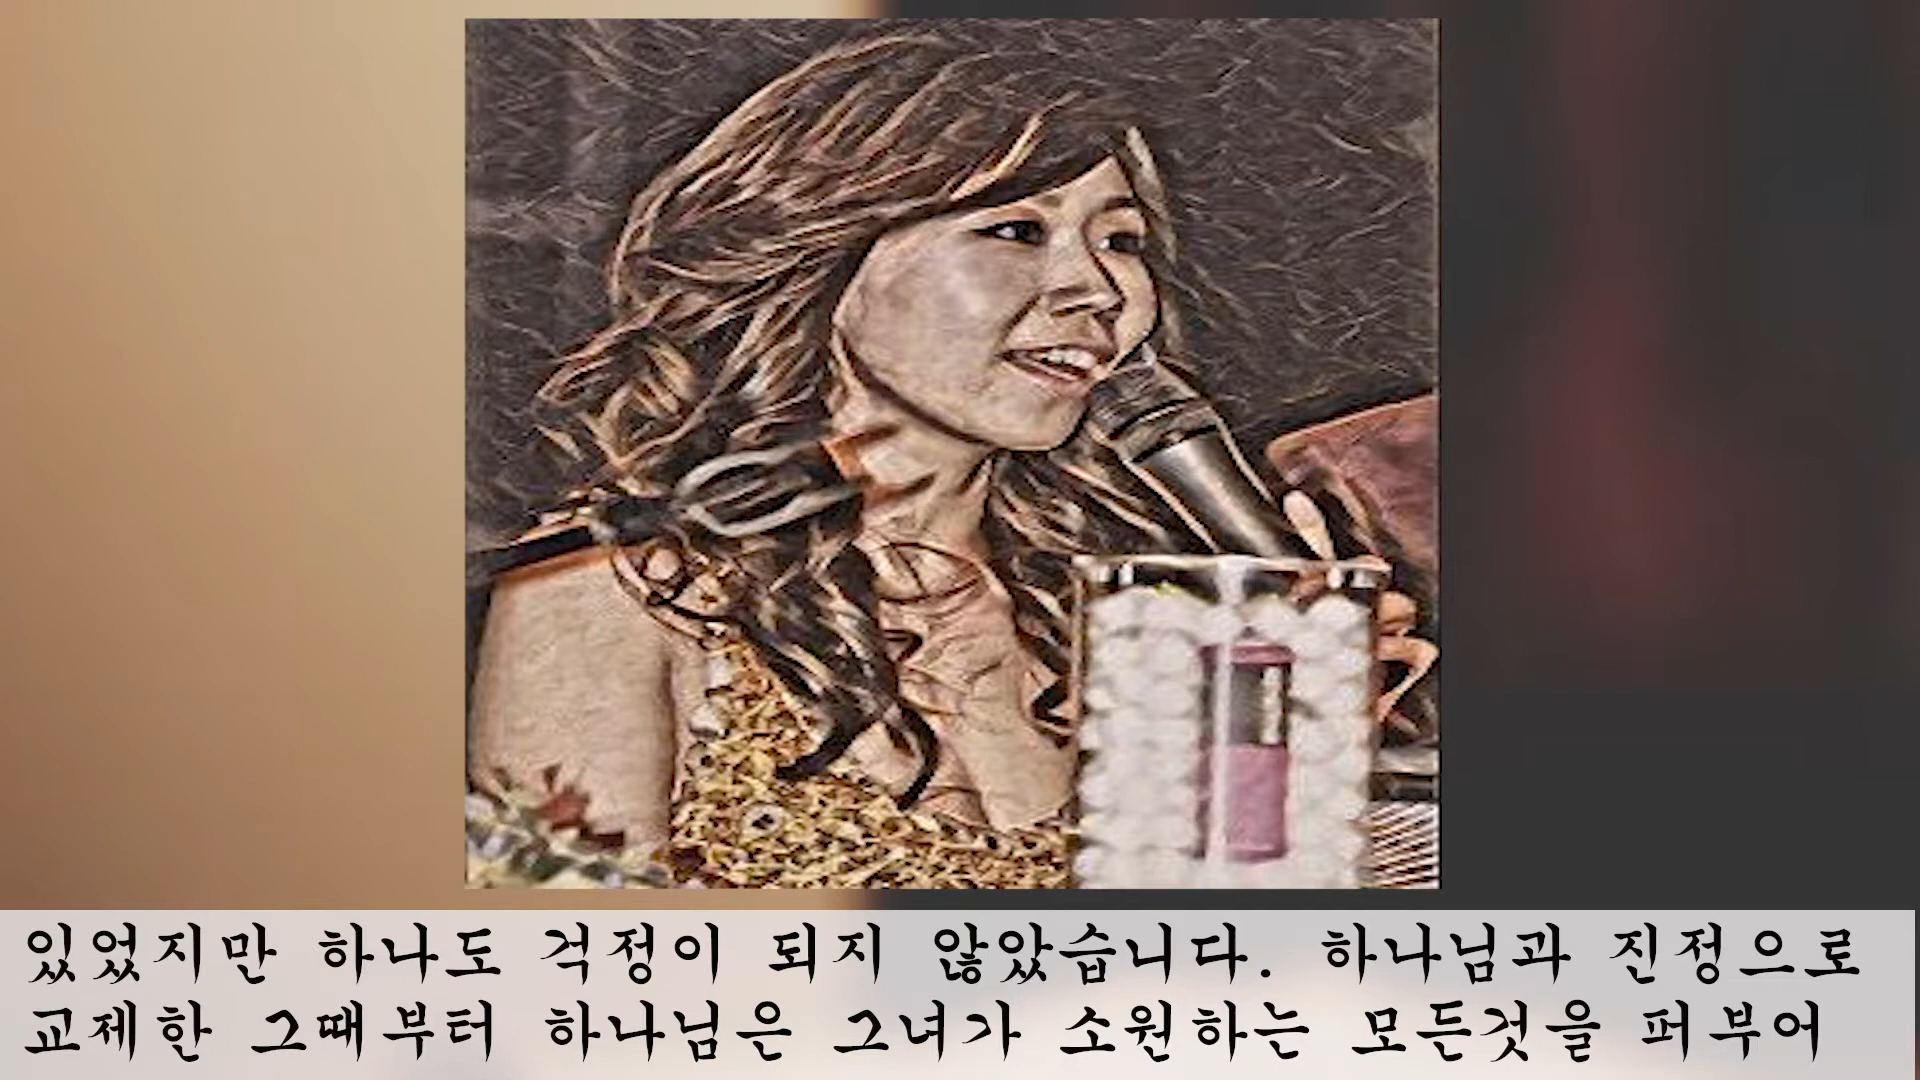 있었지만 하나도 걱정이 되지 않았습니다. 하나님과 진정으로
교제한 그때부터 하나님은 그녀가 소원하는 모든것을 퍼부어